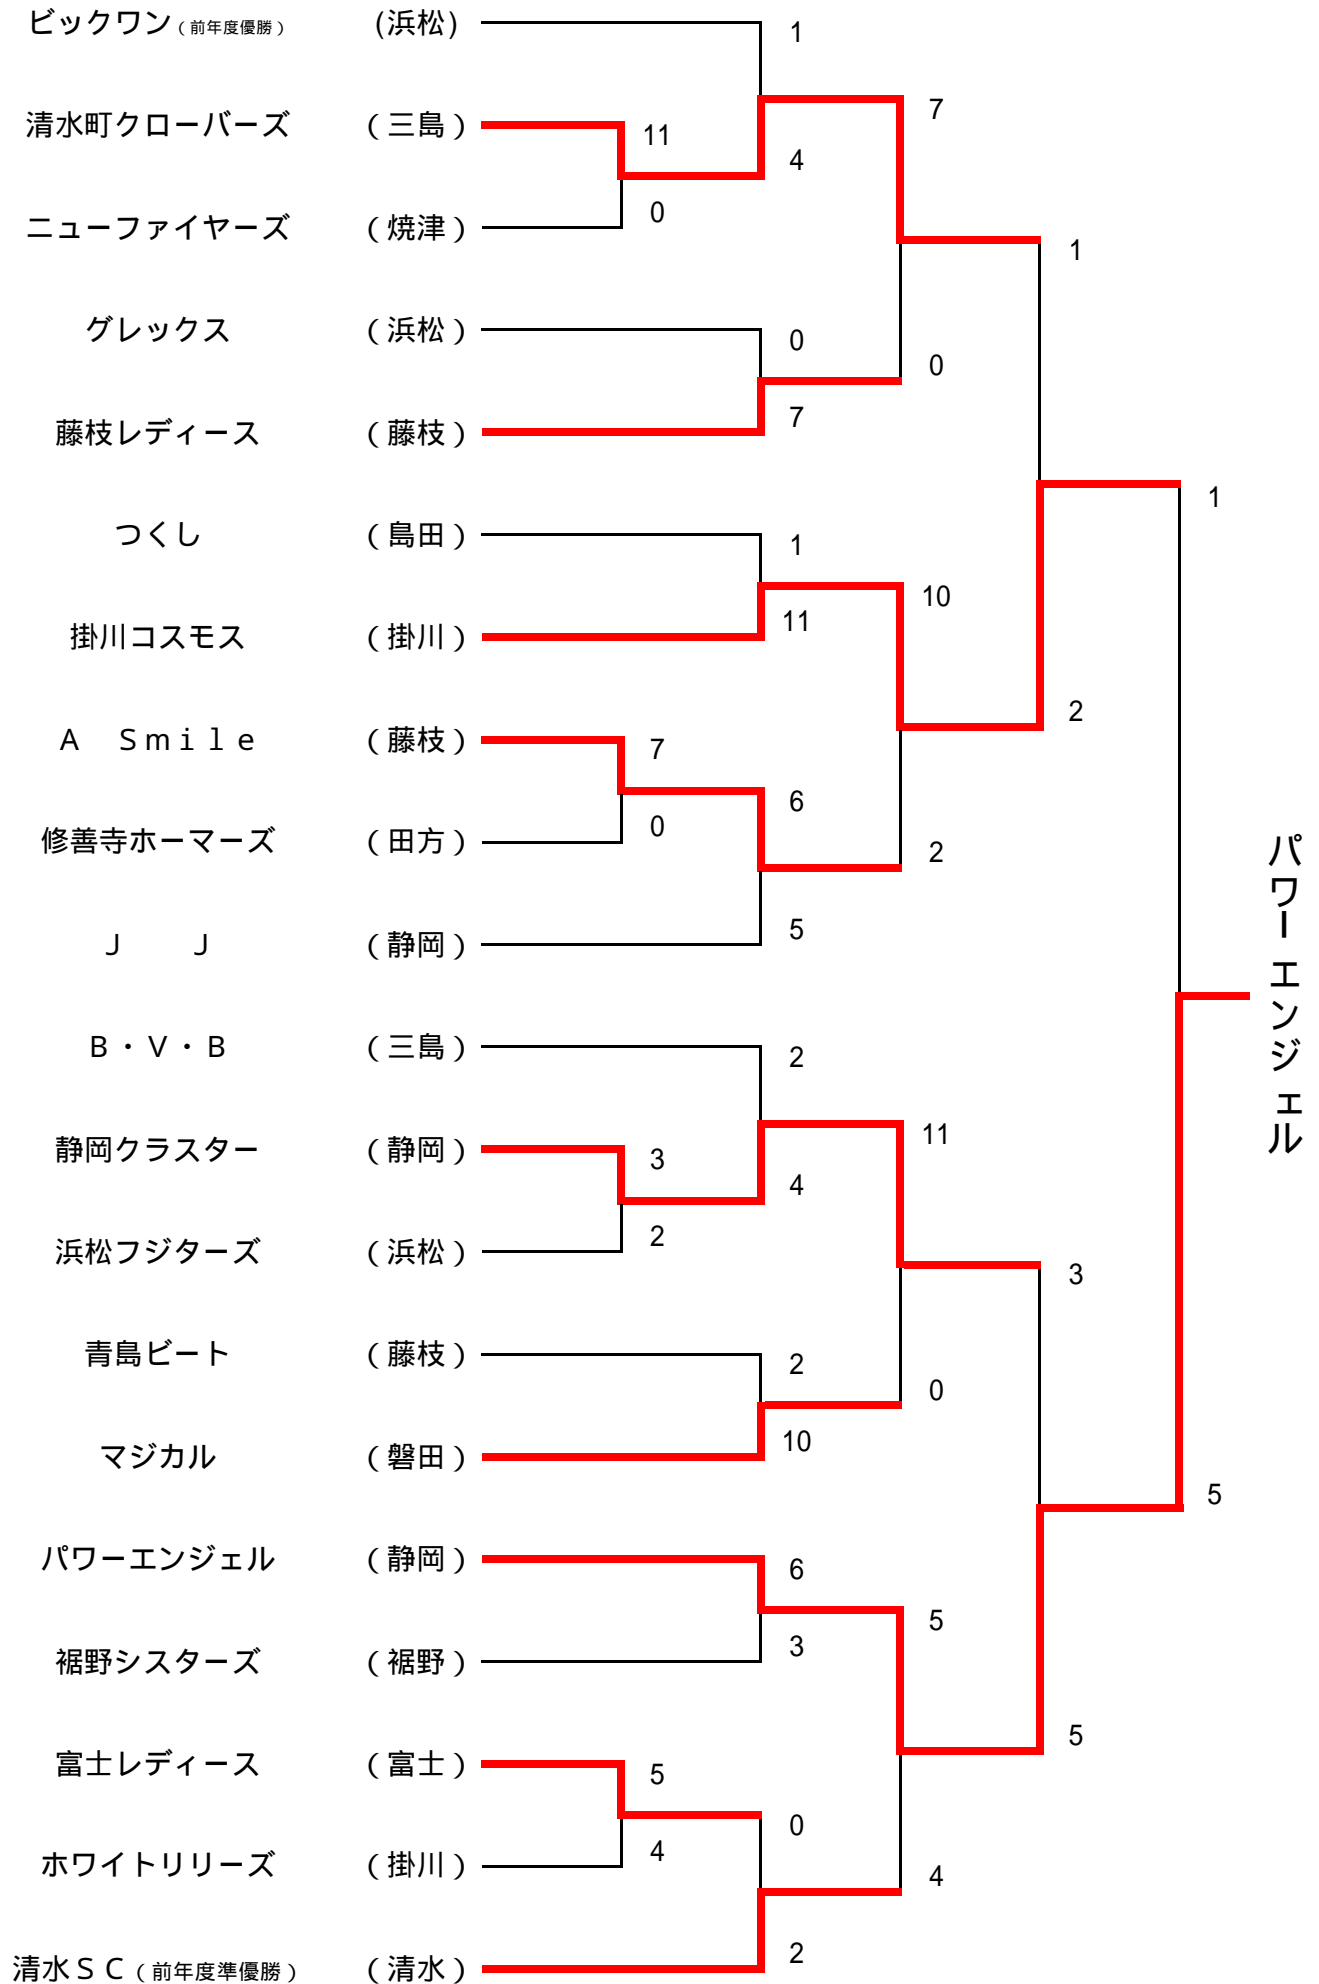 ビックワン（前年度優勝） (浜松) 1
7
清水町クローバーズ （三島） 11
4
ニューファイヤーズ （焼津） 0
1
グレックス （浜松） 0
0
藤枝レディース （藤枝） 7
1
つくし （島田） 1
10
掛川コスモス （掛川） 11
2
Ａ　Ｓｍｉｌｅ （藤枝） 7
6
修善寺ホーマーズ （田方） 0
2
Ｊ　　Ｊ （静岡） 5
パワーエンジェル
Ｂ・Ｖ・Ｂ （三島） 2
11
静岡クラスター （静岡） 3
4
浜松フジターズ （浜松） 2
3
青島ビート （藤枝） 2
0
マジカル （磐田） 10
5
パワーエンジェル （静岡） 6
5
裾野シスターズ （裾野） 3
5
富士レディース （富士） 5
0
ホワイトリリーズ （掛川） 4
4
清水ＳＣ（前年度準優勝） （清水） 2